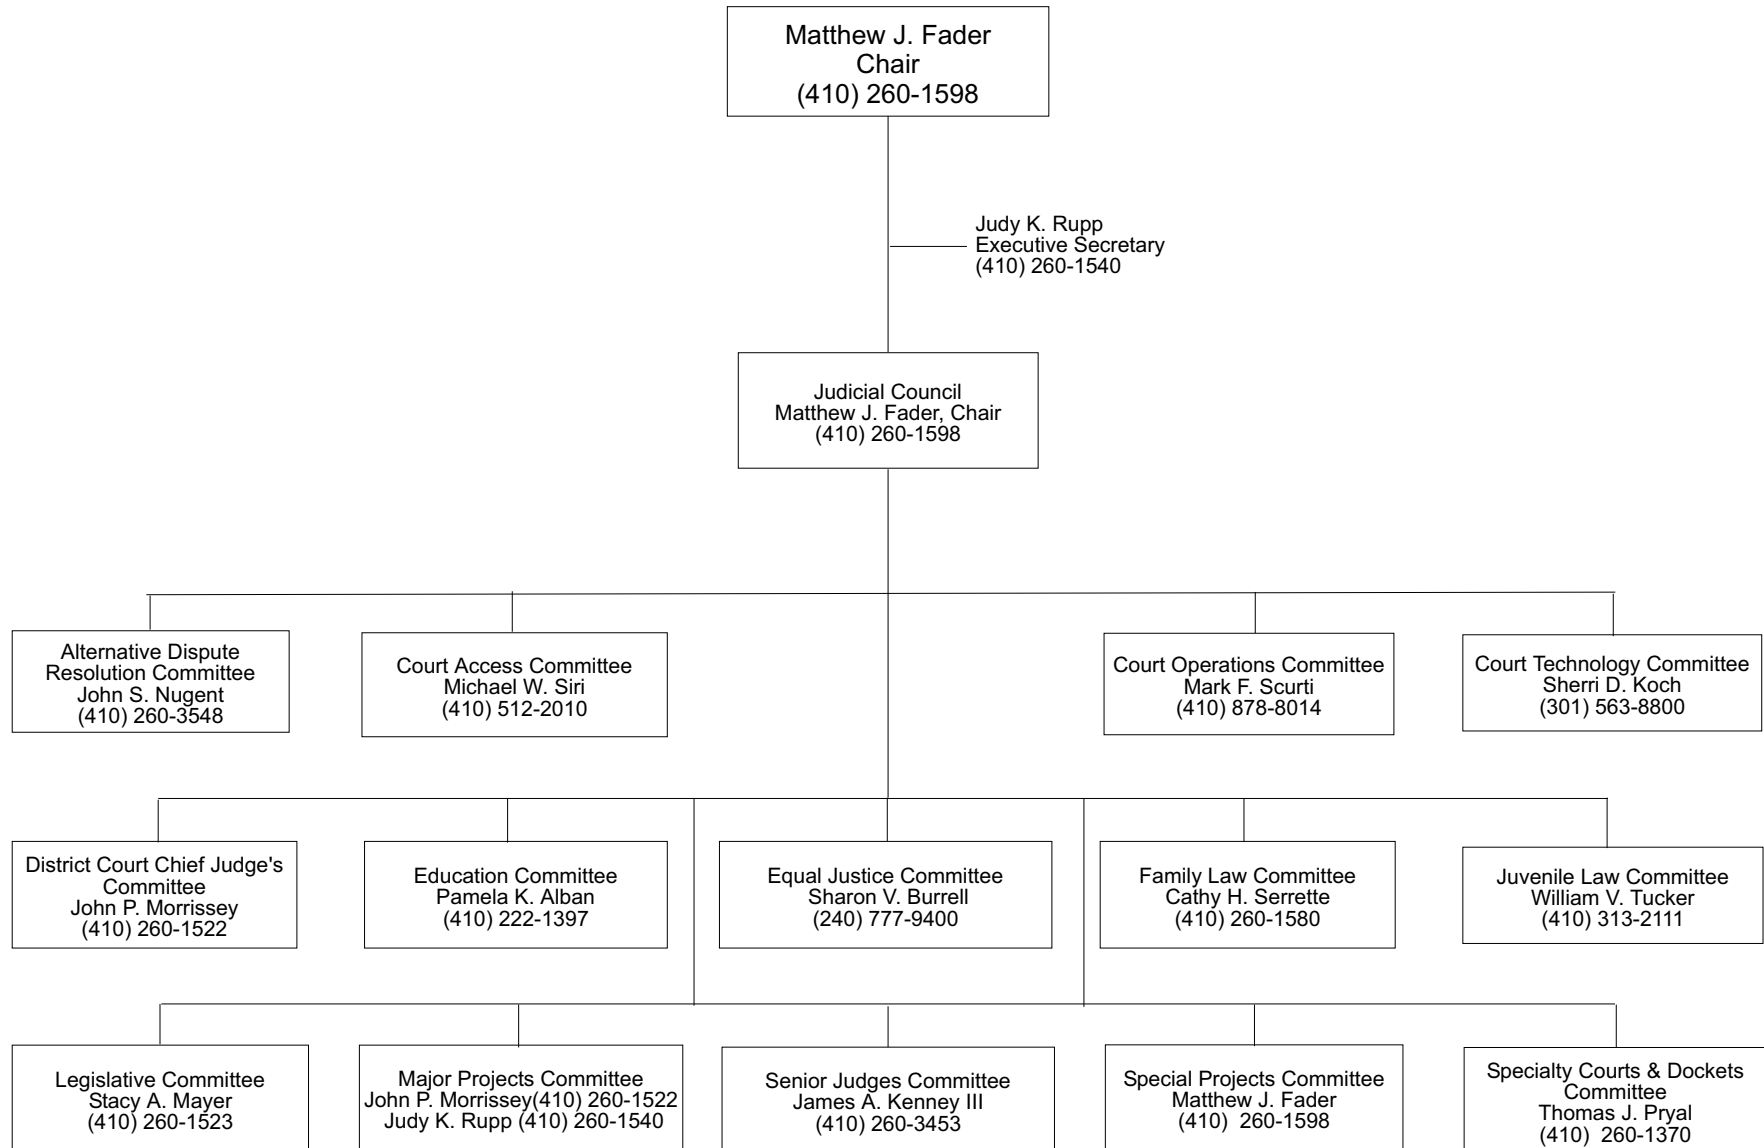 Matthew J. Fader
Chair
(410) 260-1598
Judy K. Rupp
Executive Secretary
(410) 260-1540
Judicial Council
Matthew J. Fader, Chair
(410) 260-1598
Alternative Dispute
Resolution Committee
John S. Nugent
(410) 260-3548
Court Access Committee
Michael W. Siri
(410) 512-2010
Court Operations Committee
Mark F. Scurti
(410) 878-8014
Court Technology Committee
Sherri D. Koch
(301) 563-8800
District Court Chief Judge's
Committee
John P. Morrissey
(410) 260-1522
Education Committee
Pamela K. Alban
(410) 222-1397
Equal Justice Committee
Sharon V. Burrell
(240) 777-9400
Family Law Committee
Cathy H. Serrette
(410) 260-1580
Juvenile Law Committee
William V. Tucker
(410) 313-2111
Legislative Committee
Stacy A. Mayer
(410) 260-1523
Major Projects Committee
John P. Morrissey(410) 260-1522
Judy K. Rupp (410) 260-1540
Senior Judges Committee
James A. Kenney III
(410) 260-3453
Special Projects Committee
Matthew J. Fader
(410)  260-1598
Specialty Courts & Dockets
Committee
Thomas J. Pryal
(410)  260-1370